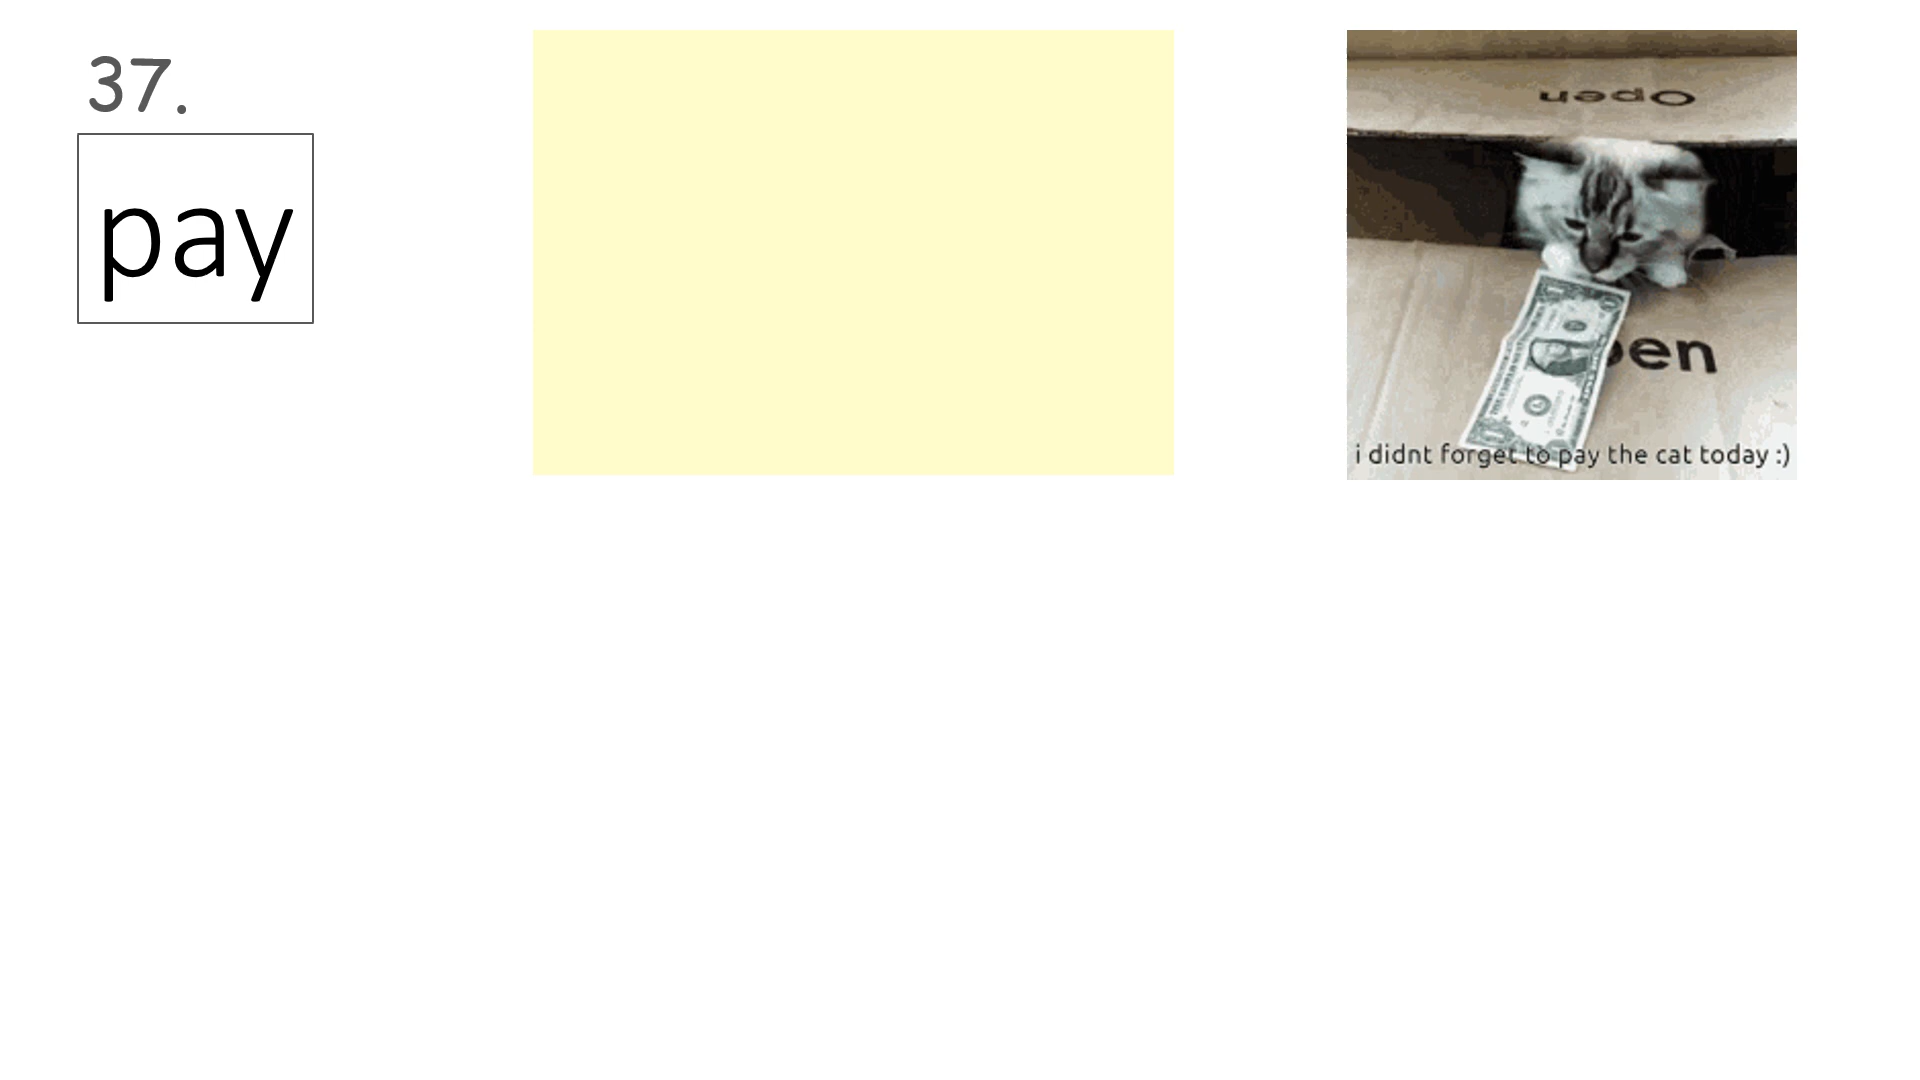 37.
pay
Open
pen
i didnt forget to pay the cat today :)